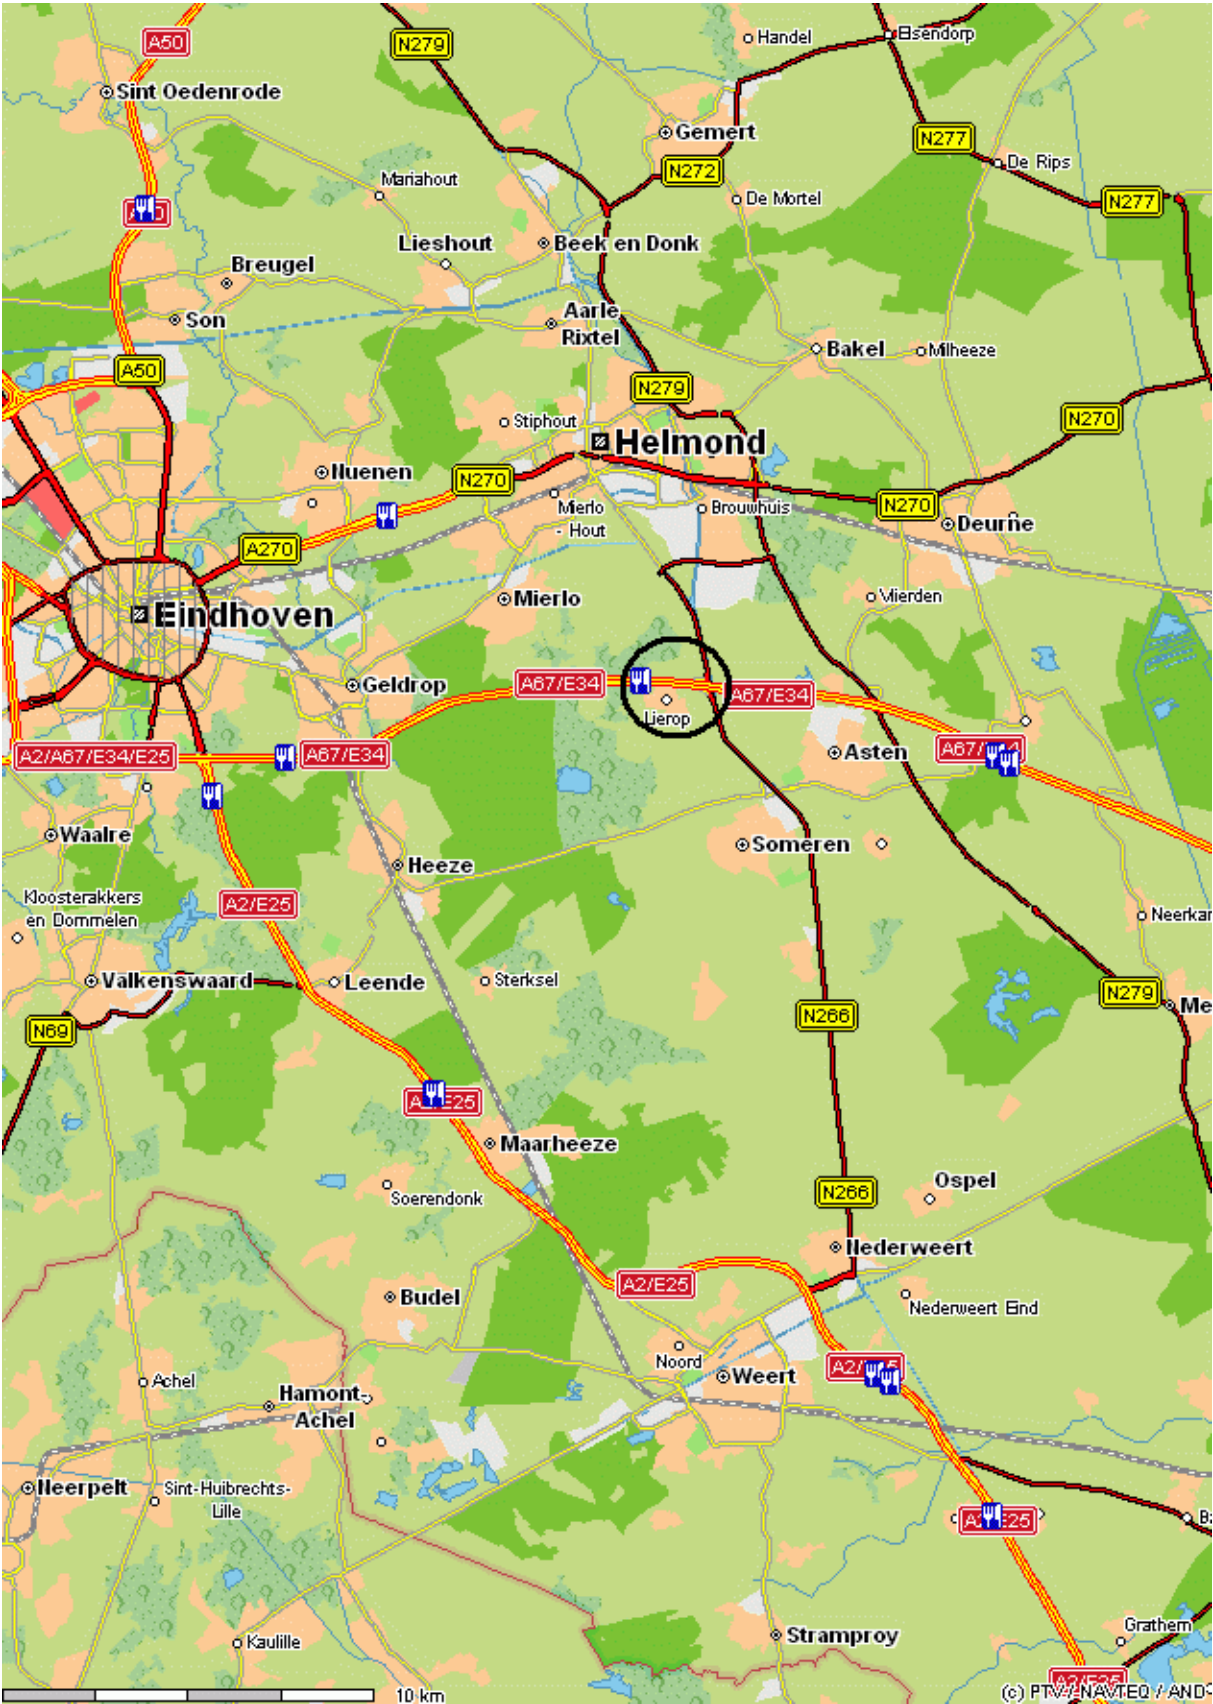 A50
N279
Handel
Elsendorp
Sint Oedenrode
Gemert
N277
De Rips
N272
Mariahout
De Mortel
N277
Lieshout
Beek en Donk
Breugel
Son
Aarle
Rixtel
Bakel
Milheeze
A50
N279
N270
Stiphout
Helmond
Nuenen
N270
Mierlo
- Hout
Brouwhuis
N270
Deurne
A270
Mierlo
Vlierden
Eindhoven
Geldrop
A67/E34
A67/E34
Lierop
A2/A67/E34/E25
A67/E34
Asten
Waalre
Someren
Heeze
Kloosterakkers
en Dommelen
A2/E25
Neerkan
Valkenswaard
Leende
Sterksel
N279
Me
N69
N266
Maarheeze
Soerendonk
N266
Ospel
Nederweert
A2/E25
Budel
Nederweert Eind
Noord
Weert
Achel
Hamont-
Achel
Neerpelt
Sint-Huibrechts-
Lille
Kaulille
Stramproy
Grathem
10 km
(c) PTV / NAVTEQ / AND